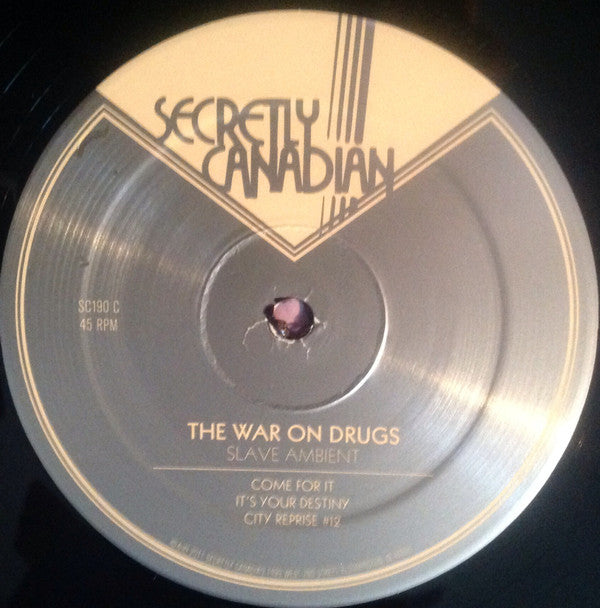 SECRETLY
CANADIAN
SC190 C
45 RPM
THE WAR ON DRUGS
SLAVE AMBIENT
COME FOR IT
IT'S YOUR DESTINY
CITY REPRISE #12